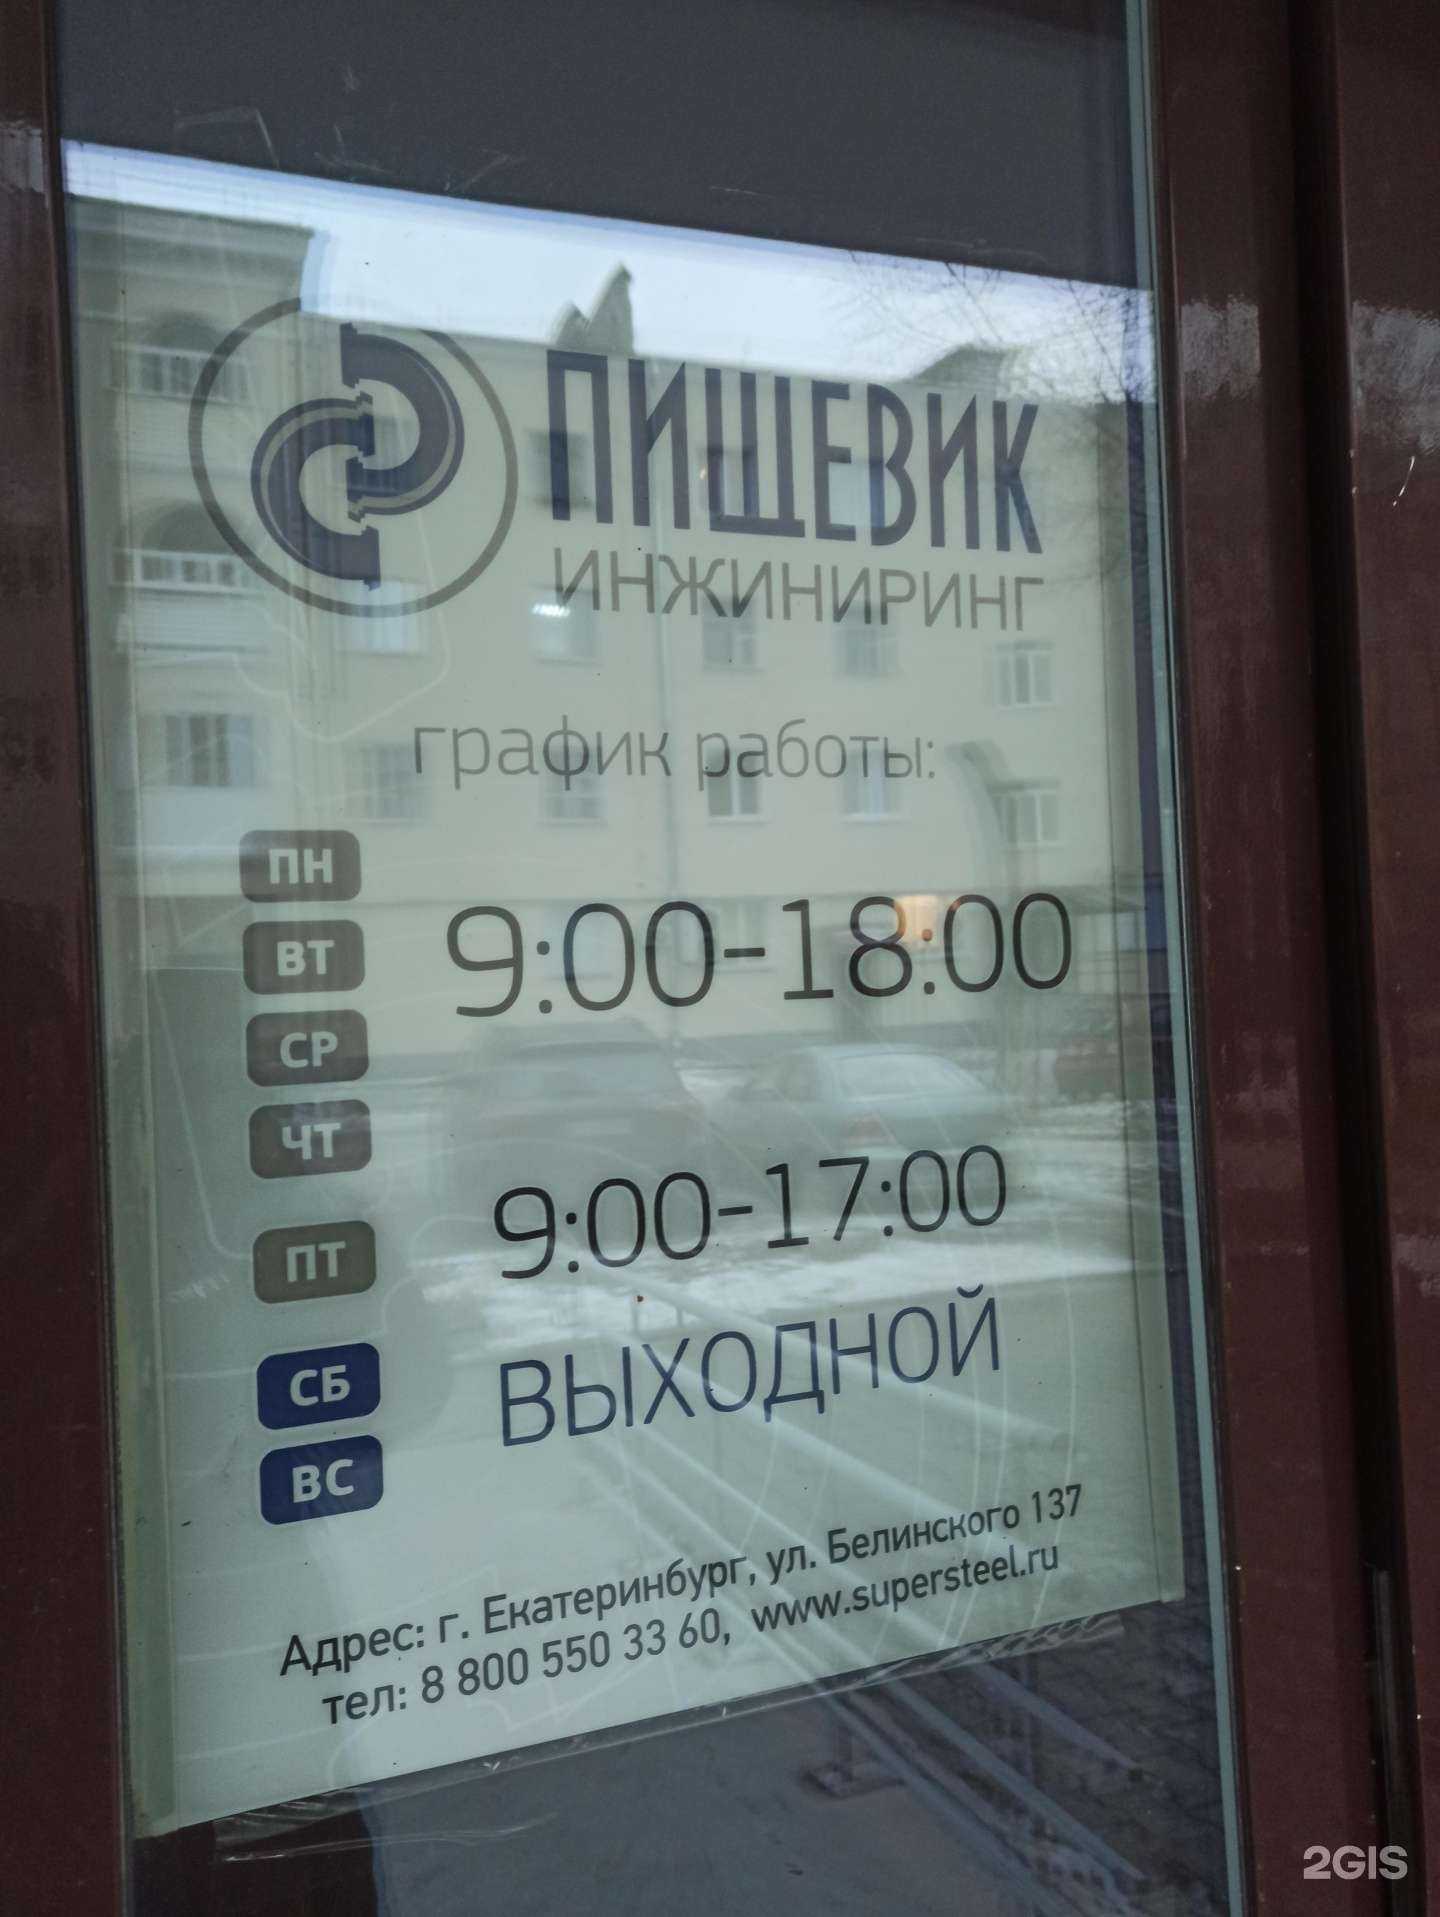 ПИЩЕВИК
ИНЖИНИРИНГ
график работы:
ПН
ВТ
9:00-18:00
СР
ЧТ
ПТ
9:00-17:00
СБ
ВЫХОДНОЙ
ВС
Адрес: г. Екатеринбург, ул. Белинского 137
тел: 8 800 550 33 60, www.supersteel.ru
2GIS